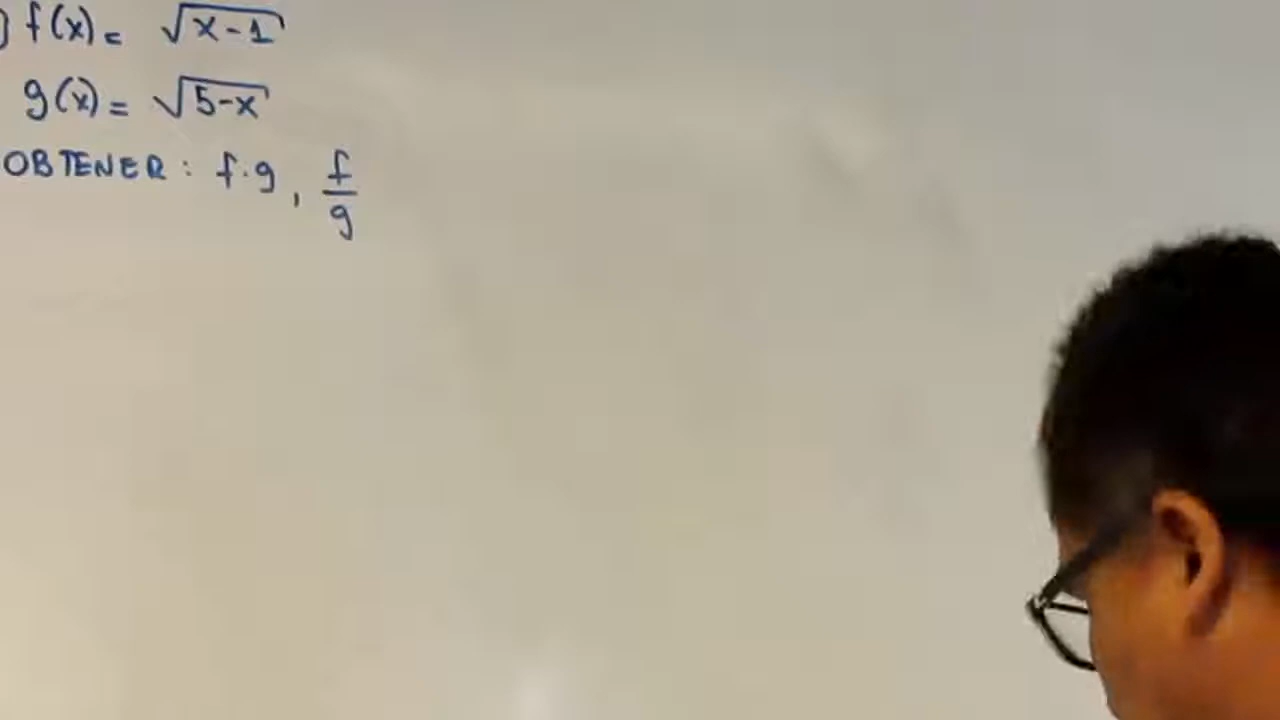 ) f(x) = √(x-1)
g(x) = √(5-x)
OBTENER: f·g, f/g